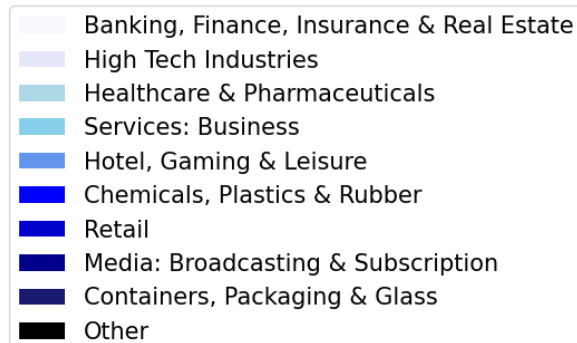 Banking, Finance, Insurance & Real Estate
High Tech Industries
Healthcare & Pharmaceuticals
Services: Business
Hotel, Gaming & Leisure
Chemicals, Plastics & Rubber
Retail
Media: Broadcasting & Subscription
Containers, Packaging & Glass
Other